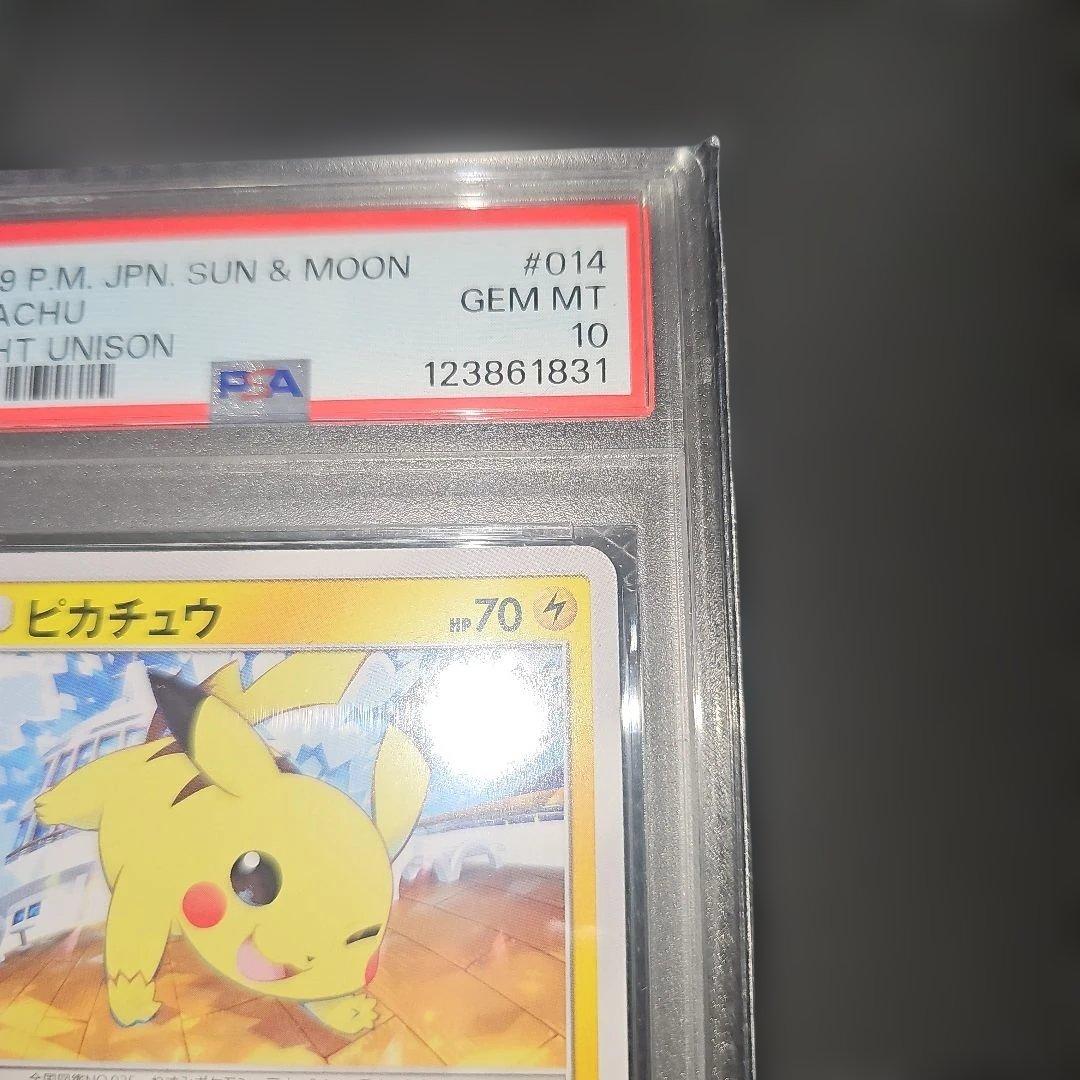 9 P.M. JPN. SUN & MOON #014
ACHU GEM MT
HT UNISON 10
PSA 123861831
ピカチュウ HP70